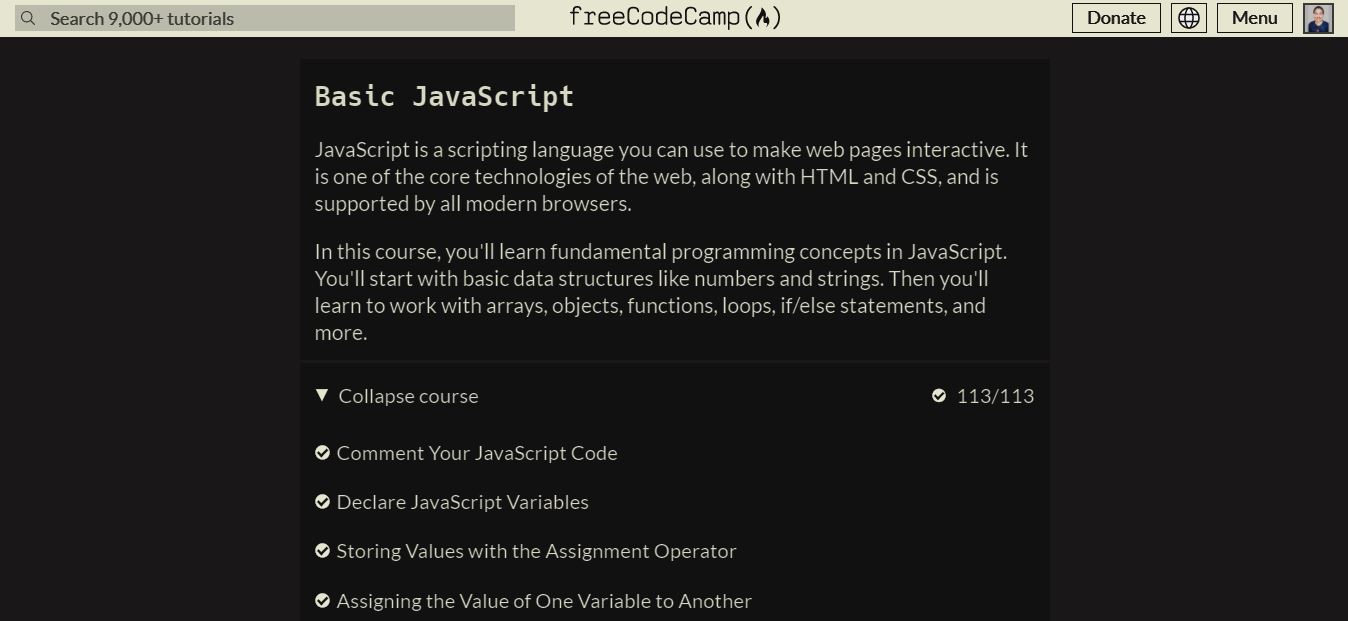 Search 9,000+ tutorials
freeCodeCamp(🔥)
Donate
Menu
Basic JavaScript
JavaScript is a scripting language you can use to make web pages interactive. It
is one of the core technologies of the web, along with HTML and CSS, and is
supported by all modern browsers.
In this course, you'll learn fundamental programming concepts in JavaScript.
You'll start with basic data structures like numbers and strings. Then you'll
learn to work with arrays, objects, functions, loops, if/else statements, and
more.
Collapse course
113/113
Comment Your JavaScript Code
Declare JavaScript Variables
Storing Values with the Assignment Operator
Assigning the Value of One Variable to Another